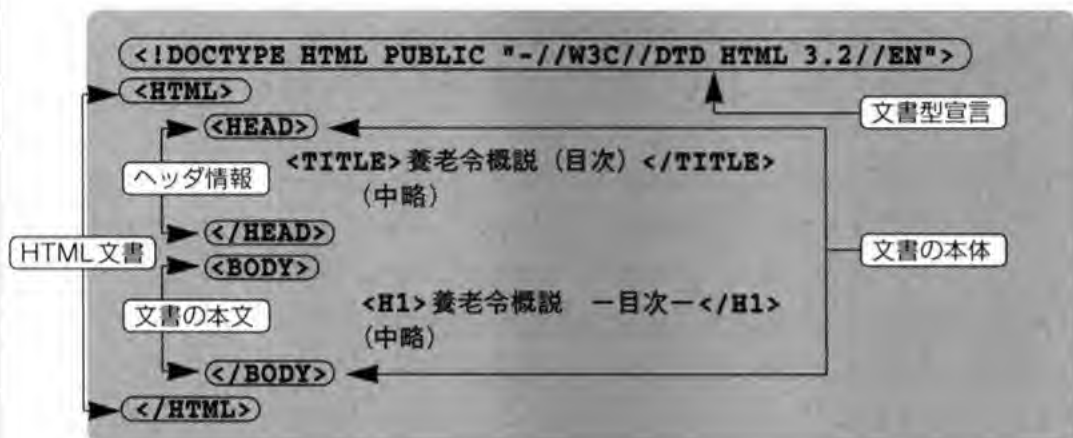 <!DOCTYPE HTML PUBLIC "-//W3C//DTD HTML 3.2//EN">
<HTML>
文書型宣言
<HEAD>
<TITLE>養老令概説（目次）</TITLE>
ヘッダ情報
（中略）
</HEAD>
HTML文書
文書の本体
<BODY>
<H1>養老令概説　－目次－</H1>
文書の本文
（中略）
</BODY>
</HTML>